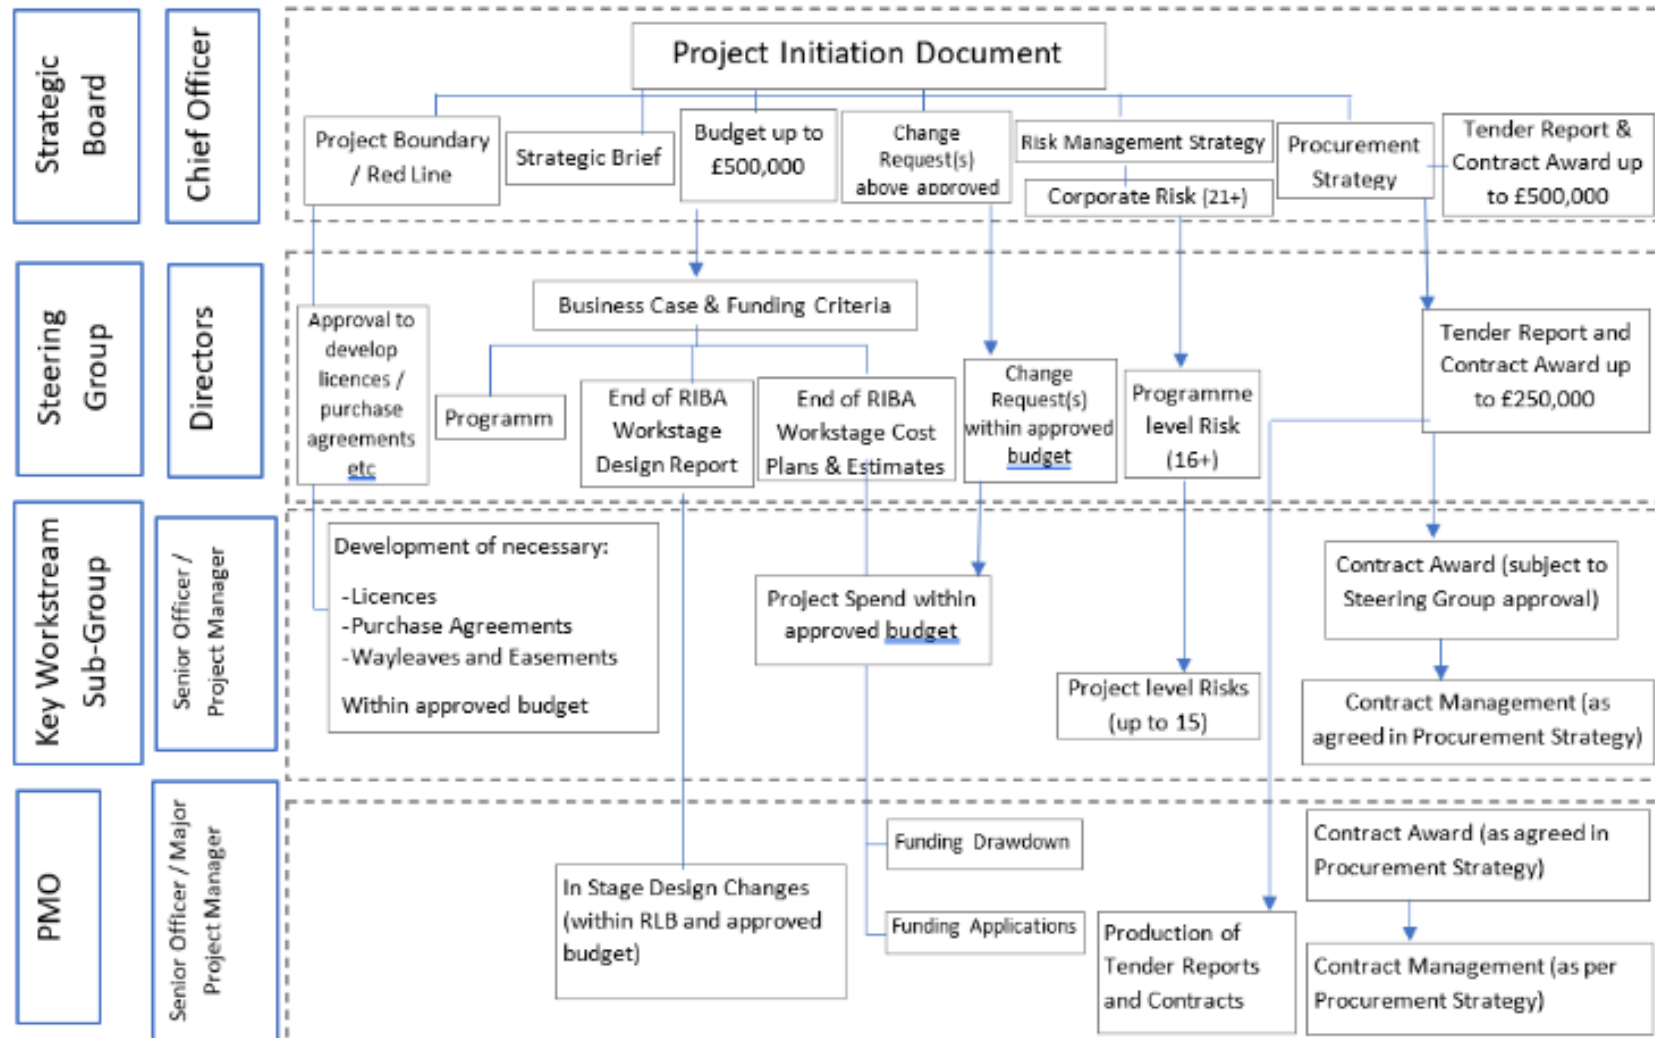 Strategic
Board
Chief Officer
Project Initiation Document
Project Boundary
/ Red Line
Strategic Brief
Budget up to
£500,000
Change
Request(s)
above approved
Risk Management Strategy
Corporate Risk (21+)
Procurement
Strategy
Tender Report &
Contract Award up
to £500,000
Steering
Group
Directors
Approval to
develop
licences /
purchase
agreements
etc
Business Case & Funding Criteria
Programm
End of RIBA
Workstage
Design Report
End of RIBA
Workstage Cost
Plans & Estimates
Change
Request(s)
within approved
budget
Programme
level Risk
(16+)
Tender Report and
Contract Award up
to £250,000
Key Workstream
Sub-Group
Senior Officer /
Project Manager
Development of necessary:
-Licences
-Purchase Agreements
-Wayleaves and Easements
Within approved budget
Project Spend within
approved budget
Project level Risks
(up to 15)
Contract Award (subject to
Steering Group approval)
Contract Management (as
agreed in Procurement Strategy)
PMO
Senior Officer / Major
Project Manager
In Stage Design Changes
(within RLB and approved
budget)
Funding Drawdown
Funding Applications
Production of
Tender Reports
and Contracts
Contract Award (as agreed in
Procurement Strategy)
Contract Management (as per
Procurement Strategy)